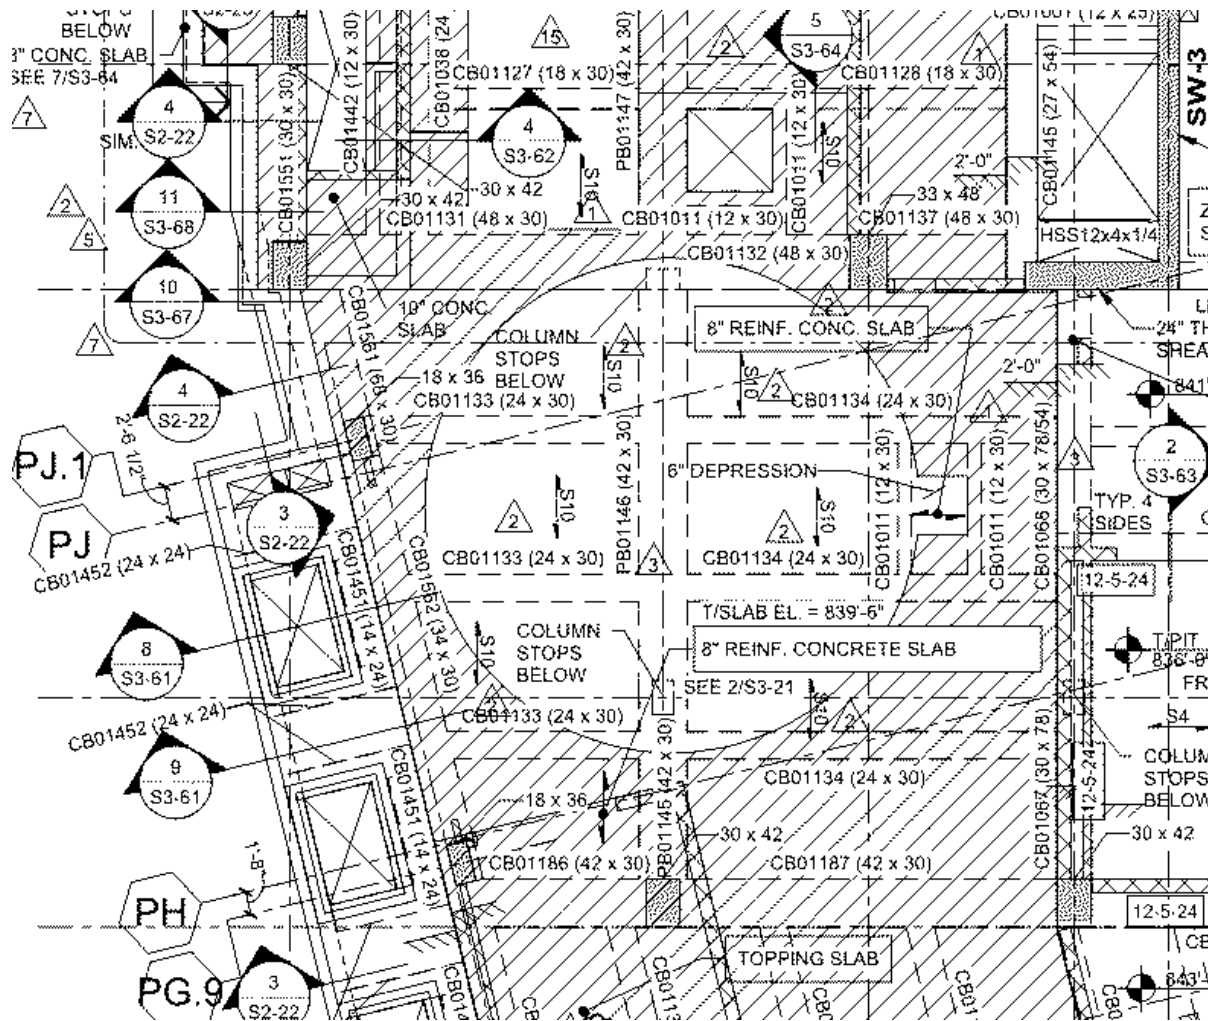 BELOW
8" CONC. SLAB
SEE 7/S3-64
7
4
S2-22
SIM.
11
S3-68
2
5
10
S3-67
7
4
S2-22
2'-6 1/2"
PJ.1
PJ
CB01452 (24 x 24)
3
S2-22
8
S3-61
CB01452 (24 x 24)
9
S3-61
1'-8"
PH
PG.9
3
S2-22
CB01551 (30 x 30)
CB01442 (12 x 30)
CB01038 (24
CB01127 (18 x 30)
15
4
S3-62
S10
1
30 x 42
30 x 42
CB01131 (48 x 30)
PB01147 (42 x 30)
2
5
S3-64
CB01128 (18 x 30)
1
CB01011 (12 x 30)
S10
CB01011 (12 x 30)
33 x 48
CB01137 (48 x 30)
CB01132 (48 x 30)
2'-0"
CB01145 (27 x 54)
CB01601 (12 x 25)
SW-3
HSS12x4x1/4
10" CONC.
SLAB
CB01561 (68 x 30)
COLUMN
STOPS
BELOW
18 x 36
CB01133 (24 x 30)
S10
2
8" REINF. CONC. SLAB
2
S10
2
CB01134 (24 x 30)
1
2'-0"
24" TH
SHEA
841'
2
S3-63
3
TYP. 4
SIDES
PB01146 (42 x 30)
6" DEPRESSION
2
S10
CB01133 (24 x 30)
3
2
S10
CB01134 (24 x 30)
CB01011 (12 x 30)
CB01011 (12 x 30)
CB01066 (30 x 78/54)
12-5-24
CB01451 (14 x 24)
CB01562 (34 x 30)
T/SLAB EL. = 839'-6"
COLUMN
STOPS
BELOW
S10
8" REINF. CONCRETE SLAB
SEE 2/S3-21
CB01133 (24 x 30)
S10
2
T/PIT
836'-8"
FR
S4
COLUM
STOPS
BELOW
12-5-24
30 x 42
CB01134 (24 x 30)
CB01067 (30 x 78)
CB01451 (14 x 24)
18 x 36
PB01145 (42 x 30)
30 x 42
CB01186 (42 x 30)
CB01187 (42 x 30)
12-5-24
TOPPING SLAB
843'-